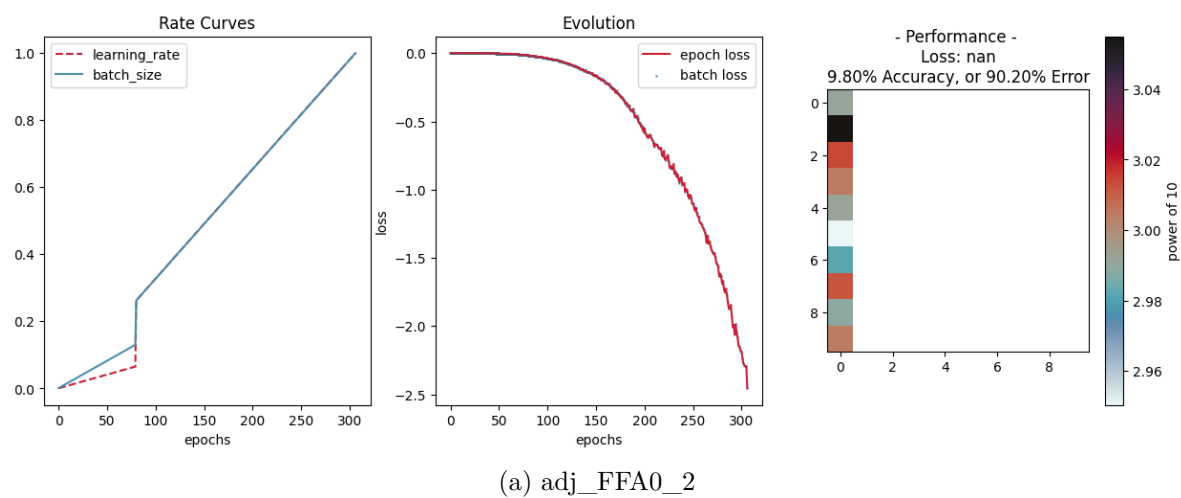 Rate Curves
1.0
0.8
0.6
0.4
0.2
0.0
learning_rate
batch_size
0 50 100 150 200 250 300
epochs
Evolution
loss
0.0
−0.5
−1.0
−1.5
−2.0
−2.5
epoch loss
batch loss
0 50 100 150 200 250 300
epochs
- Performance -
Loss: nan
9.80% Accuracy, or 90.20% Error
0
2
4
6
8
0 2 4 6 8
3.04
3.02
3.00
2.98
2.96
power of 10
(a) adj_FFA0_2